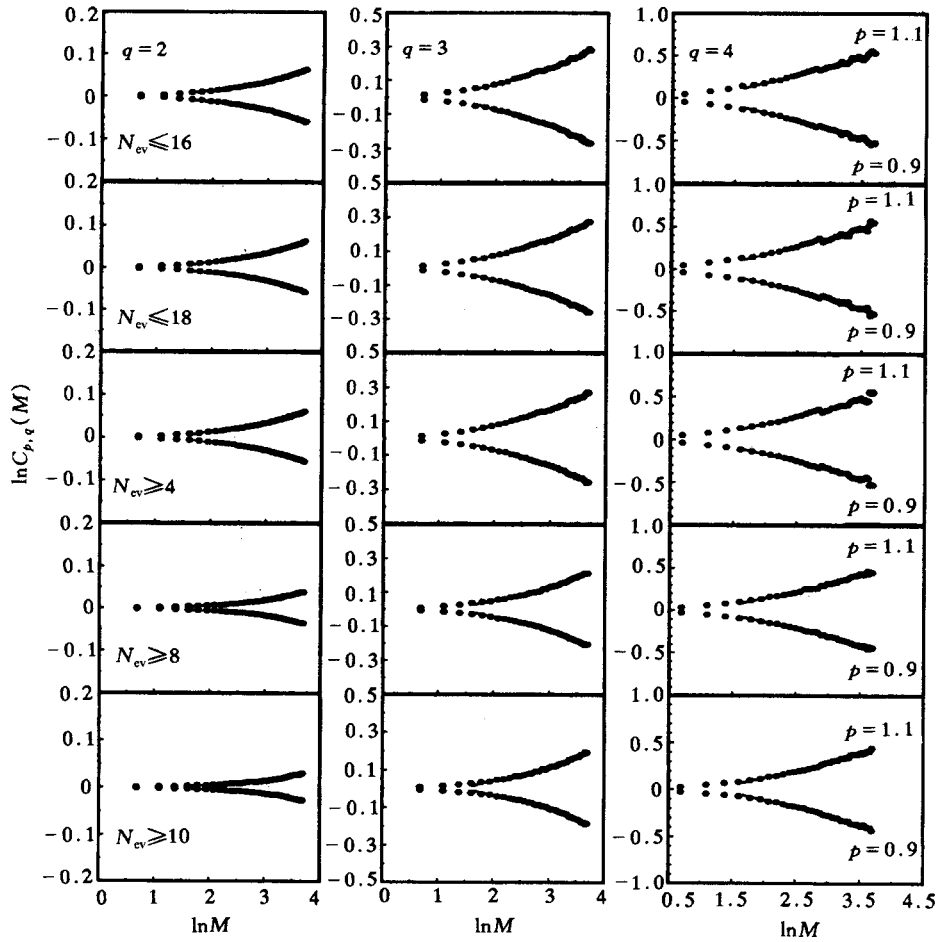 0.2
q=2
0.1
0
−0.1
N_ev⩽16
0.2
0.1
0
−0.1
N_ev⩽18
0.2
0.1
0
−0.1
N_ev⩾4
0.2
0.1
0
−0.1
N_ev⩾8
0.2
0.1
0
−0.1
N_ev⩾10
−0.2
0 1 2 3 4
lnM
lnC_p,q(M)
0.5
q=3
0.3
0.1
−0.1
−0.3
0.5
0.3
0.1
−0.1
−0.3
0.5
0.3
0.1
−0.1
−0.3
0.5
0.3
0.1
−0.1
−0.3
0.5
0.3
0.1
−0.1
−0.3
−0.5
0 1 2 3 4
lnM
1.0
q=4
p=1.1
0.5
0
−0.5
p=0.9
1.0
p=1.1
0.5
0
−0.5
p=0.9
1.0
p=1.1
0.5
0
−0.5
p=0.9
1.0
p=1.1
0.5
0
−0.5
p=0.9
1.0
p=1.1
0.5
0
−0.5
p=0.9
−1.0
0.5 1.5 2.5 3.5 4.5
lnM